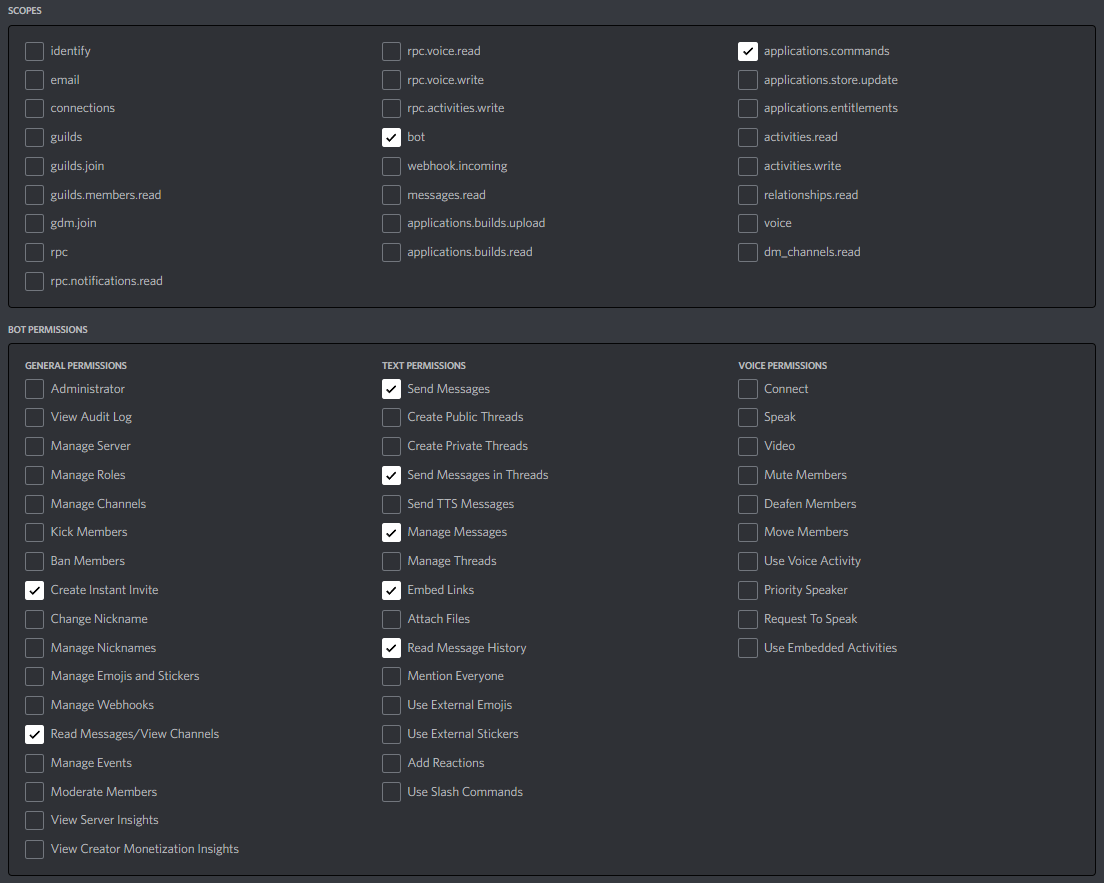 SCOPES
identify
email
connections
guilds
guilds.join
guilds.members.read
gdm.join
rpc
rpc.notifications.read
rpc.voice.read
rpc.voice.write
rpc.activities.write
bot
webhook.incoming
messages.read
applications.builds.upload
applications.builds.read
applications.commands
applications.store.update
applications.entitlements
activities.read
activities.write
relationships.read
voice
dm_channels.read
BOT PERMISSIONS
GENERAL PERMISSIONS
Administrator
View Audit Log
Manage Server
Manage Roles
Manage Channels
Kick Members
Ban Members
Create Instant Invite
Change Nickname
Manage Nicknames
Manage Emojis and Stickers
Manage Webhooks
Read Messages/View Channels
Manage Events
Moderate Members
View Server Insights
View Creator Monetization Insights
TEXT PERMISSIONS
Send Messages
Create Public Threads
Create Private Threads
Send Messages in Threads
Send TTS Messages
Manage Messages
Manage Threads
Embed Links
Attach Files
Read Message History
Mention Everyone
Use External Emojis
Use External Stickers
Add Reactions
Use Slash Commands
VOICE PERMISSIONS
Connect
Speak
Video
Mute Members
Deafen Members
Move Members
Use Voice Activity
Priority Speaker
Request To Speak
Use Embedded Activities